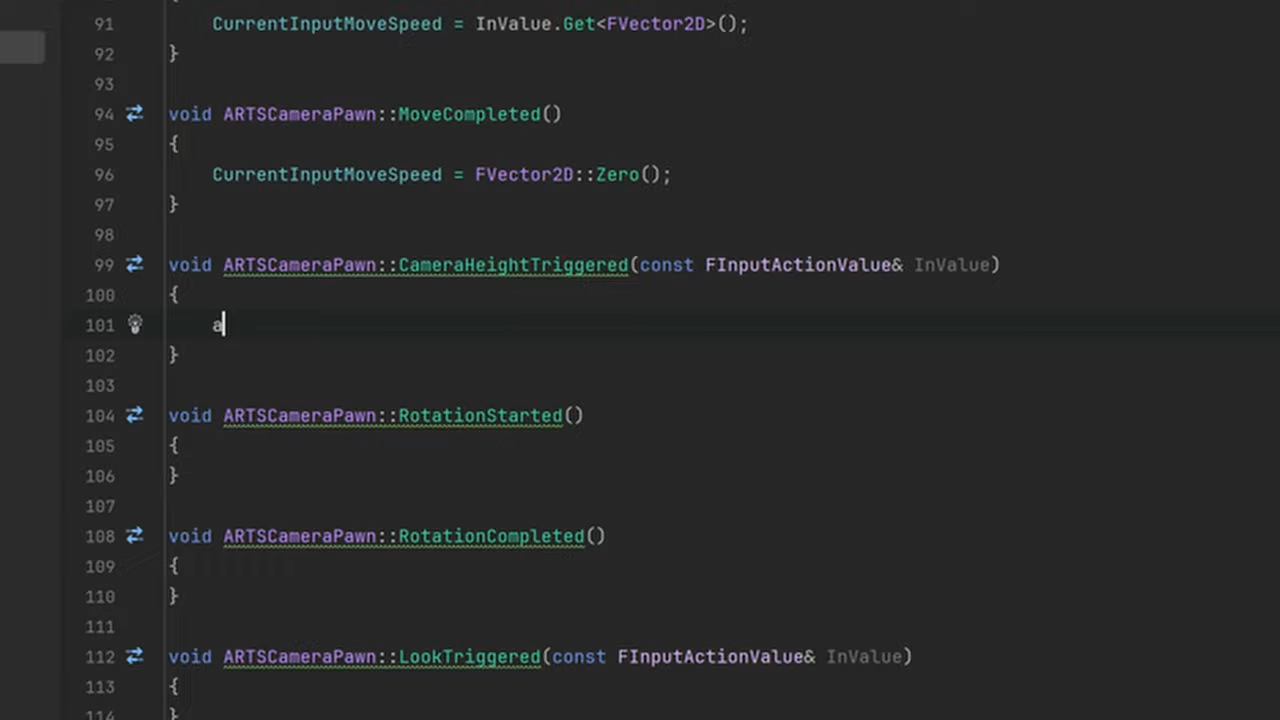 91 CurrentInputMoveSpeed = InValue.Get<FVector2D>();
92 }
93
94 void ARTSCameraPawn::MoveCompleted()
95 {
96 CurrentInputMoveSpeed = FVector2D::Zero();
97 }
98
99 void ARTSCameraPawn::CameraHeightTriggered(const FInputActionValue& InValue)
100 {
101 a
102 }
103
104 void ARTSCameraPawn::RotationStarted()
105 {
106 }
107
108 void ARTSCameraPawn::RotationCompleted()
109 {
110 }
111
112 void ARTSCameraPawn::LookTriggered(const FInputActionValue& InValue)
113 {
114 }